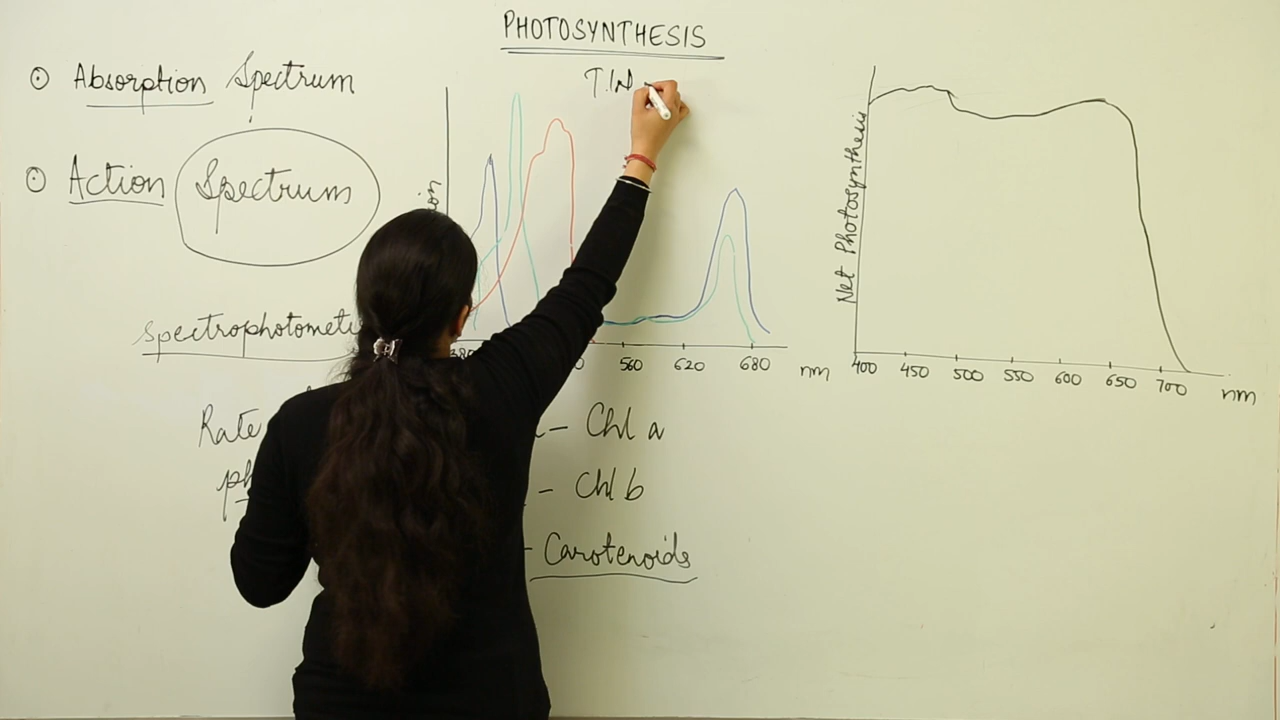 PHOTOSYNTHESIS
⊙ Absorption Spectrum
T.W
⊙ Action Spectrum
Net Photosynthesis
560 620 680 nm
400 450 500 550 600 650 700 nm
Rate
– Chl a
– Chl b
– Carotenoids